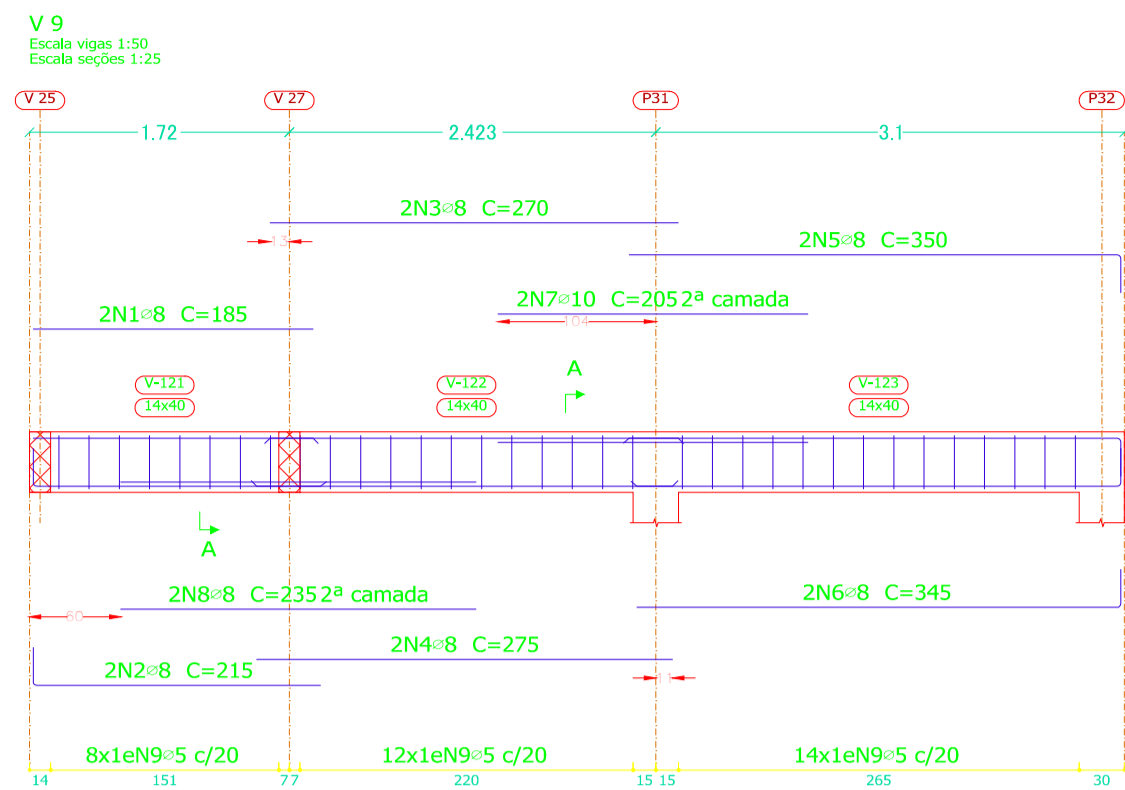 V 9
Escala vigas 1:50
Escala seções 1:25
V 25 V 27 P31 P32
1.72 2.423 3.1
2N3⌀8 C=270
13
2N5⌀8 C=350
2N7⌀10 C=205 2ª camada
104
2N1⌀8 C=185
A
V-121 V-122 V-123
14x40 14x40 14x40
A
2N8⌀8 C=235 2ª camada
60
2N6⌀8 C=345
2N4⌀8 C=275
2N2⌀8 C=215
11
8x1eN9⌀5 c/20 12x1eN9⌀5 c/20 14x1eN9⌀5 c/20
14 151 7 7 220 15 15 265 30